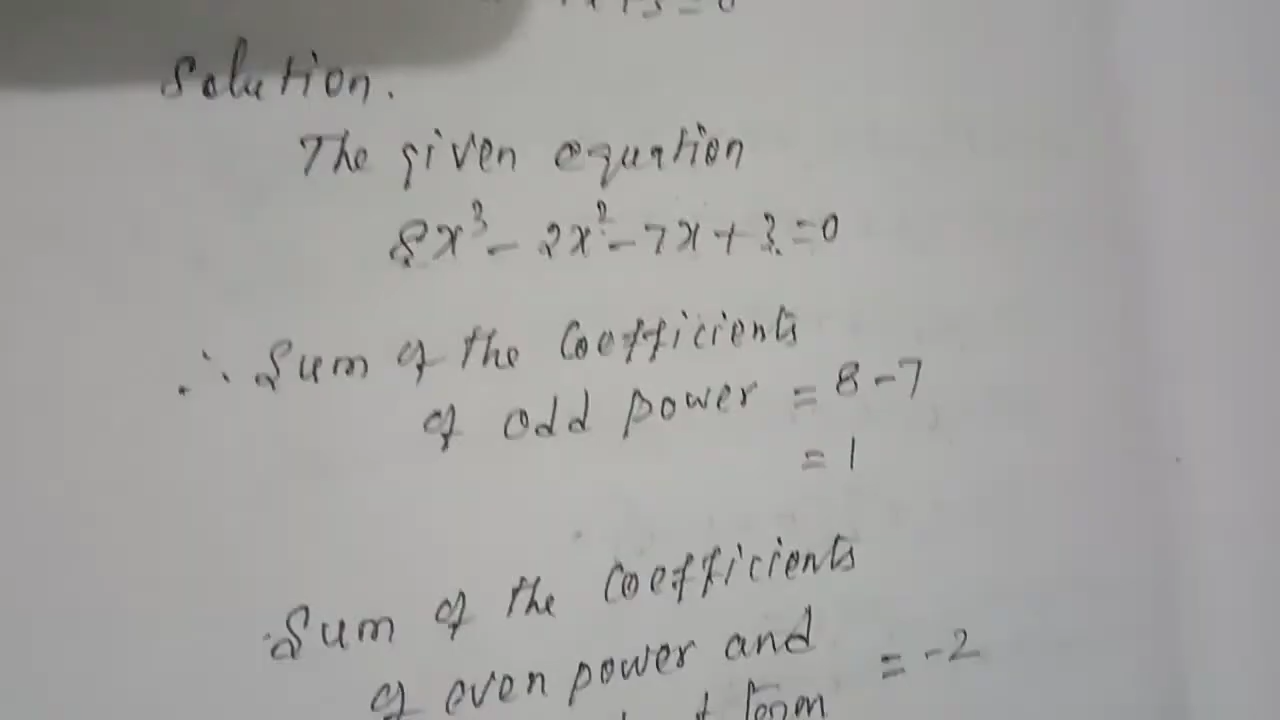 Solution.
The given equation
8x³ - 2x² - 7x + 3 = 0
∴ Sum of the coefficients
of odd power = 8 - 7
= 1
Sum of the coefficients
of even power and = -2
term